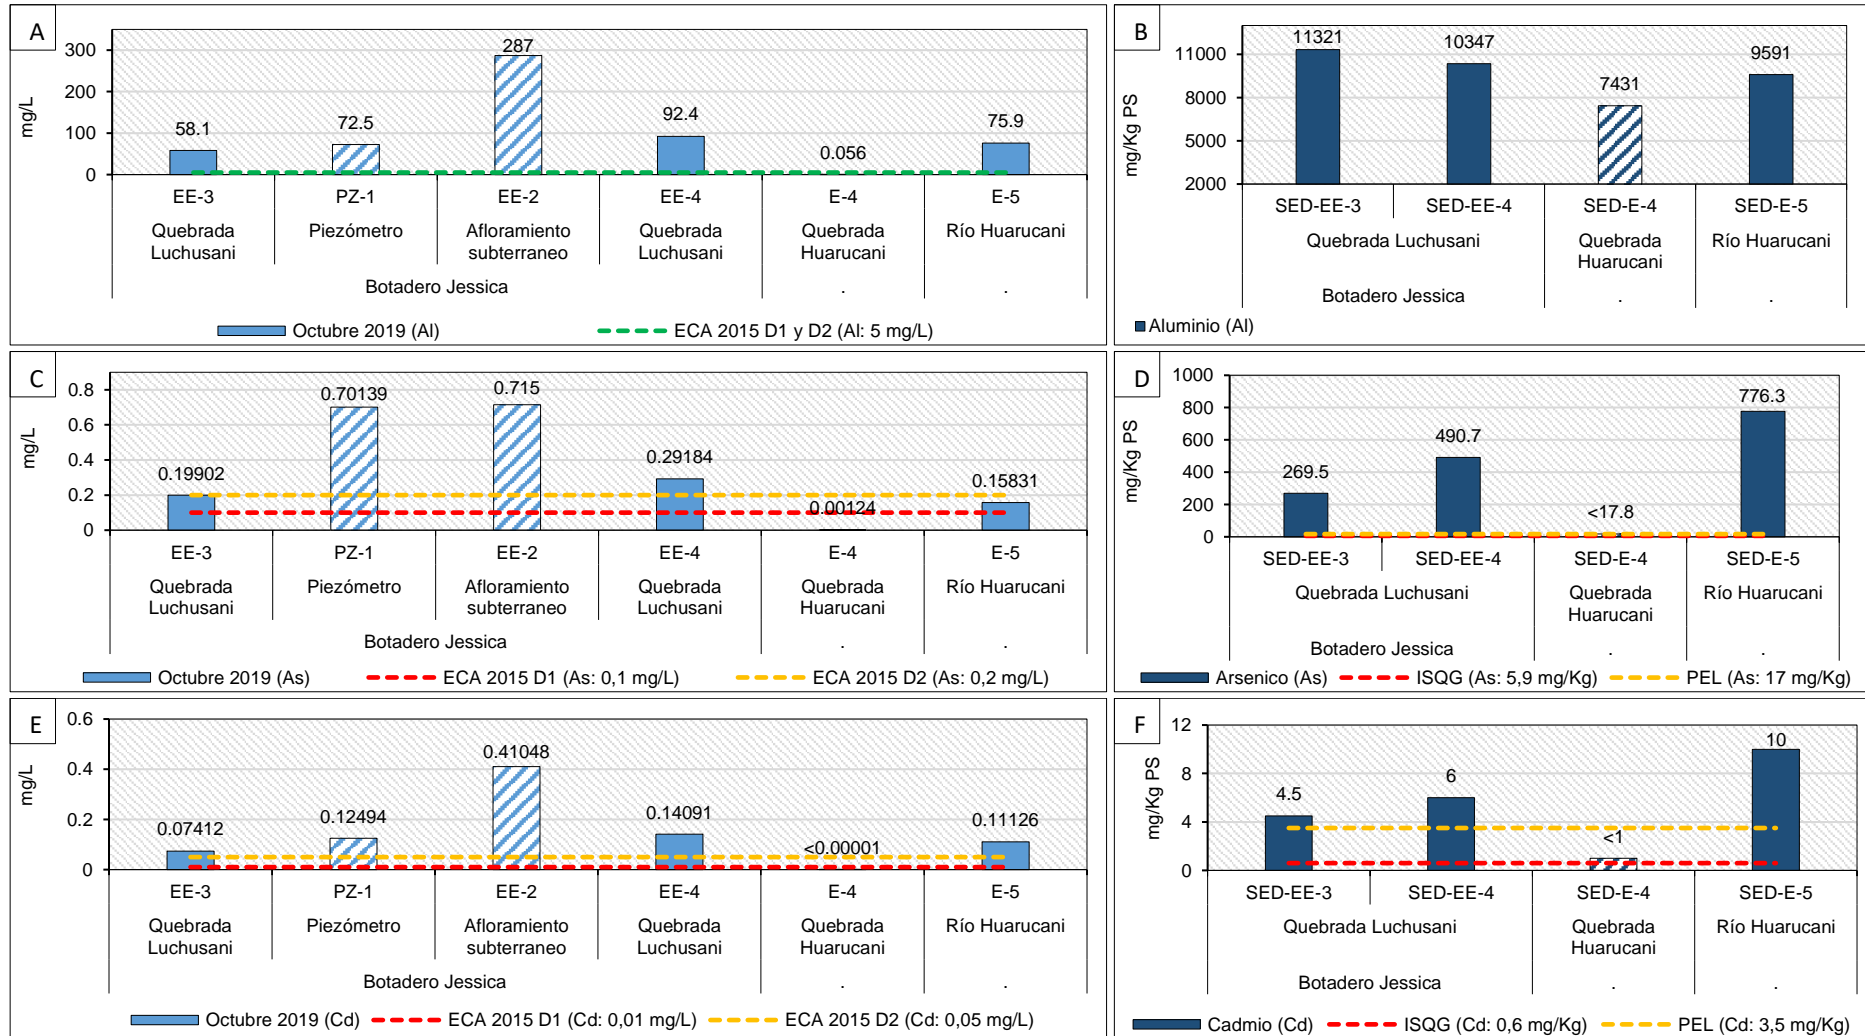 A
mg/L
300
200
100
0
58.1
72.5
287
92.4
0.056
75.9
EE-3
PZ-1
EE-2
EE-4
E-4
E-5
Quebrada
Luchusani
Piezómetro
Afloramiento
subterraneo
Quebrada
Luchusani
Quebrada
Huarucani
Río Huarucani
Botadero Jessica
.
.
Octubre 2019 (Al)
ECA 2015 D1 y D2 (Al: 5 mg/L)
B
mg/Kg PS
11000
8000
5000
2000
11321
10347
7431
9591
SED-EE-3
SED-EE-4
SED-E-4
SED-E-5
Quebrada Luchusani
Quebrada
Huarucani
Río Huarucani
Botadero Jessica
.
.
Aluminio (Al)
C
mg/L
0.8
0.6
0.4
0.2
0
0.19902
0.70139
0.715
0.29184
0.00124
0.15831
EE-3
PZ-1
EE-2
EE-4
E-4
E-5
Quebrada
Luchusani
Piezómetro
Afloramiento
subterraneo
Quebrada
Luchusani
Quebrada
Huarucani
Río Huarucani
Botadero Jessica
.
.
Octubre 2019 (As)
ECA 2015 D1 (As: 0,1 mg/L)
ECA 2015 D2 (As: 0,2 mg/L)
D
mg/Kg PS
1000
800
600
400
200
0
269.5
490.7
<17.8
776.3
SED-EE-3
SED-EE-4
SED-E-4
SED-E-5
Quebrada Luchusani
Quebrada
Huarucani
Río Huarucani
Botadero Jessica
.
.
Arsenico (As)
ISQG (As: 5,9 mg/Kg)
PEL (As: 17 mg/Kg)
E
mg/L
0.6
0.4
0.2
0
0.07412
0.12494
0.41048
0.14091
<0.00001
0.11126
EE-3
PZ-1
EE-2
EE-4
E-4
E-5
Quebrada
Luchusani
Piezómetro
Afloramiento
subterraneo
Quebrada
Luchusani
Quebrada
Huarucani
Río Huarucani
Botadero Jessica
.
.
Octubre 2019 (Cd)
ECA 2015 D1 (Cd: 0,01 mg/L)
ECA 2015 D2 (Cd: 0,05 mg/L)
F
mg/Kg PS
12
8
4
0
4.5
6
<1
10
SED-EE-3
SED-EE-4
SED-E-4
SED-E-5
Quebrada Luchusani
Quebrada
Huarucani
Río Huarucani
Botadero Jessica
.
.
Cadmio (Cd)
ISQG (Cd: 0,6 mg/Kg)
PEL (Cd: 3,5 mg/Kg)